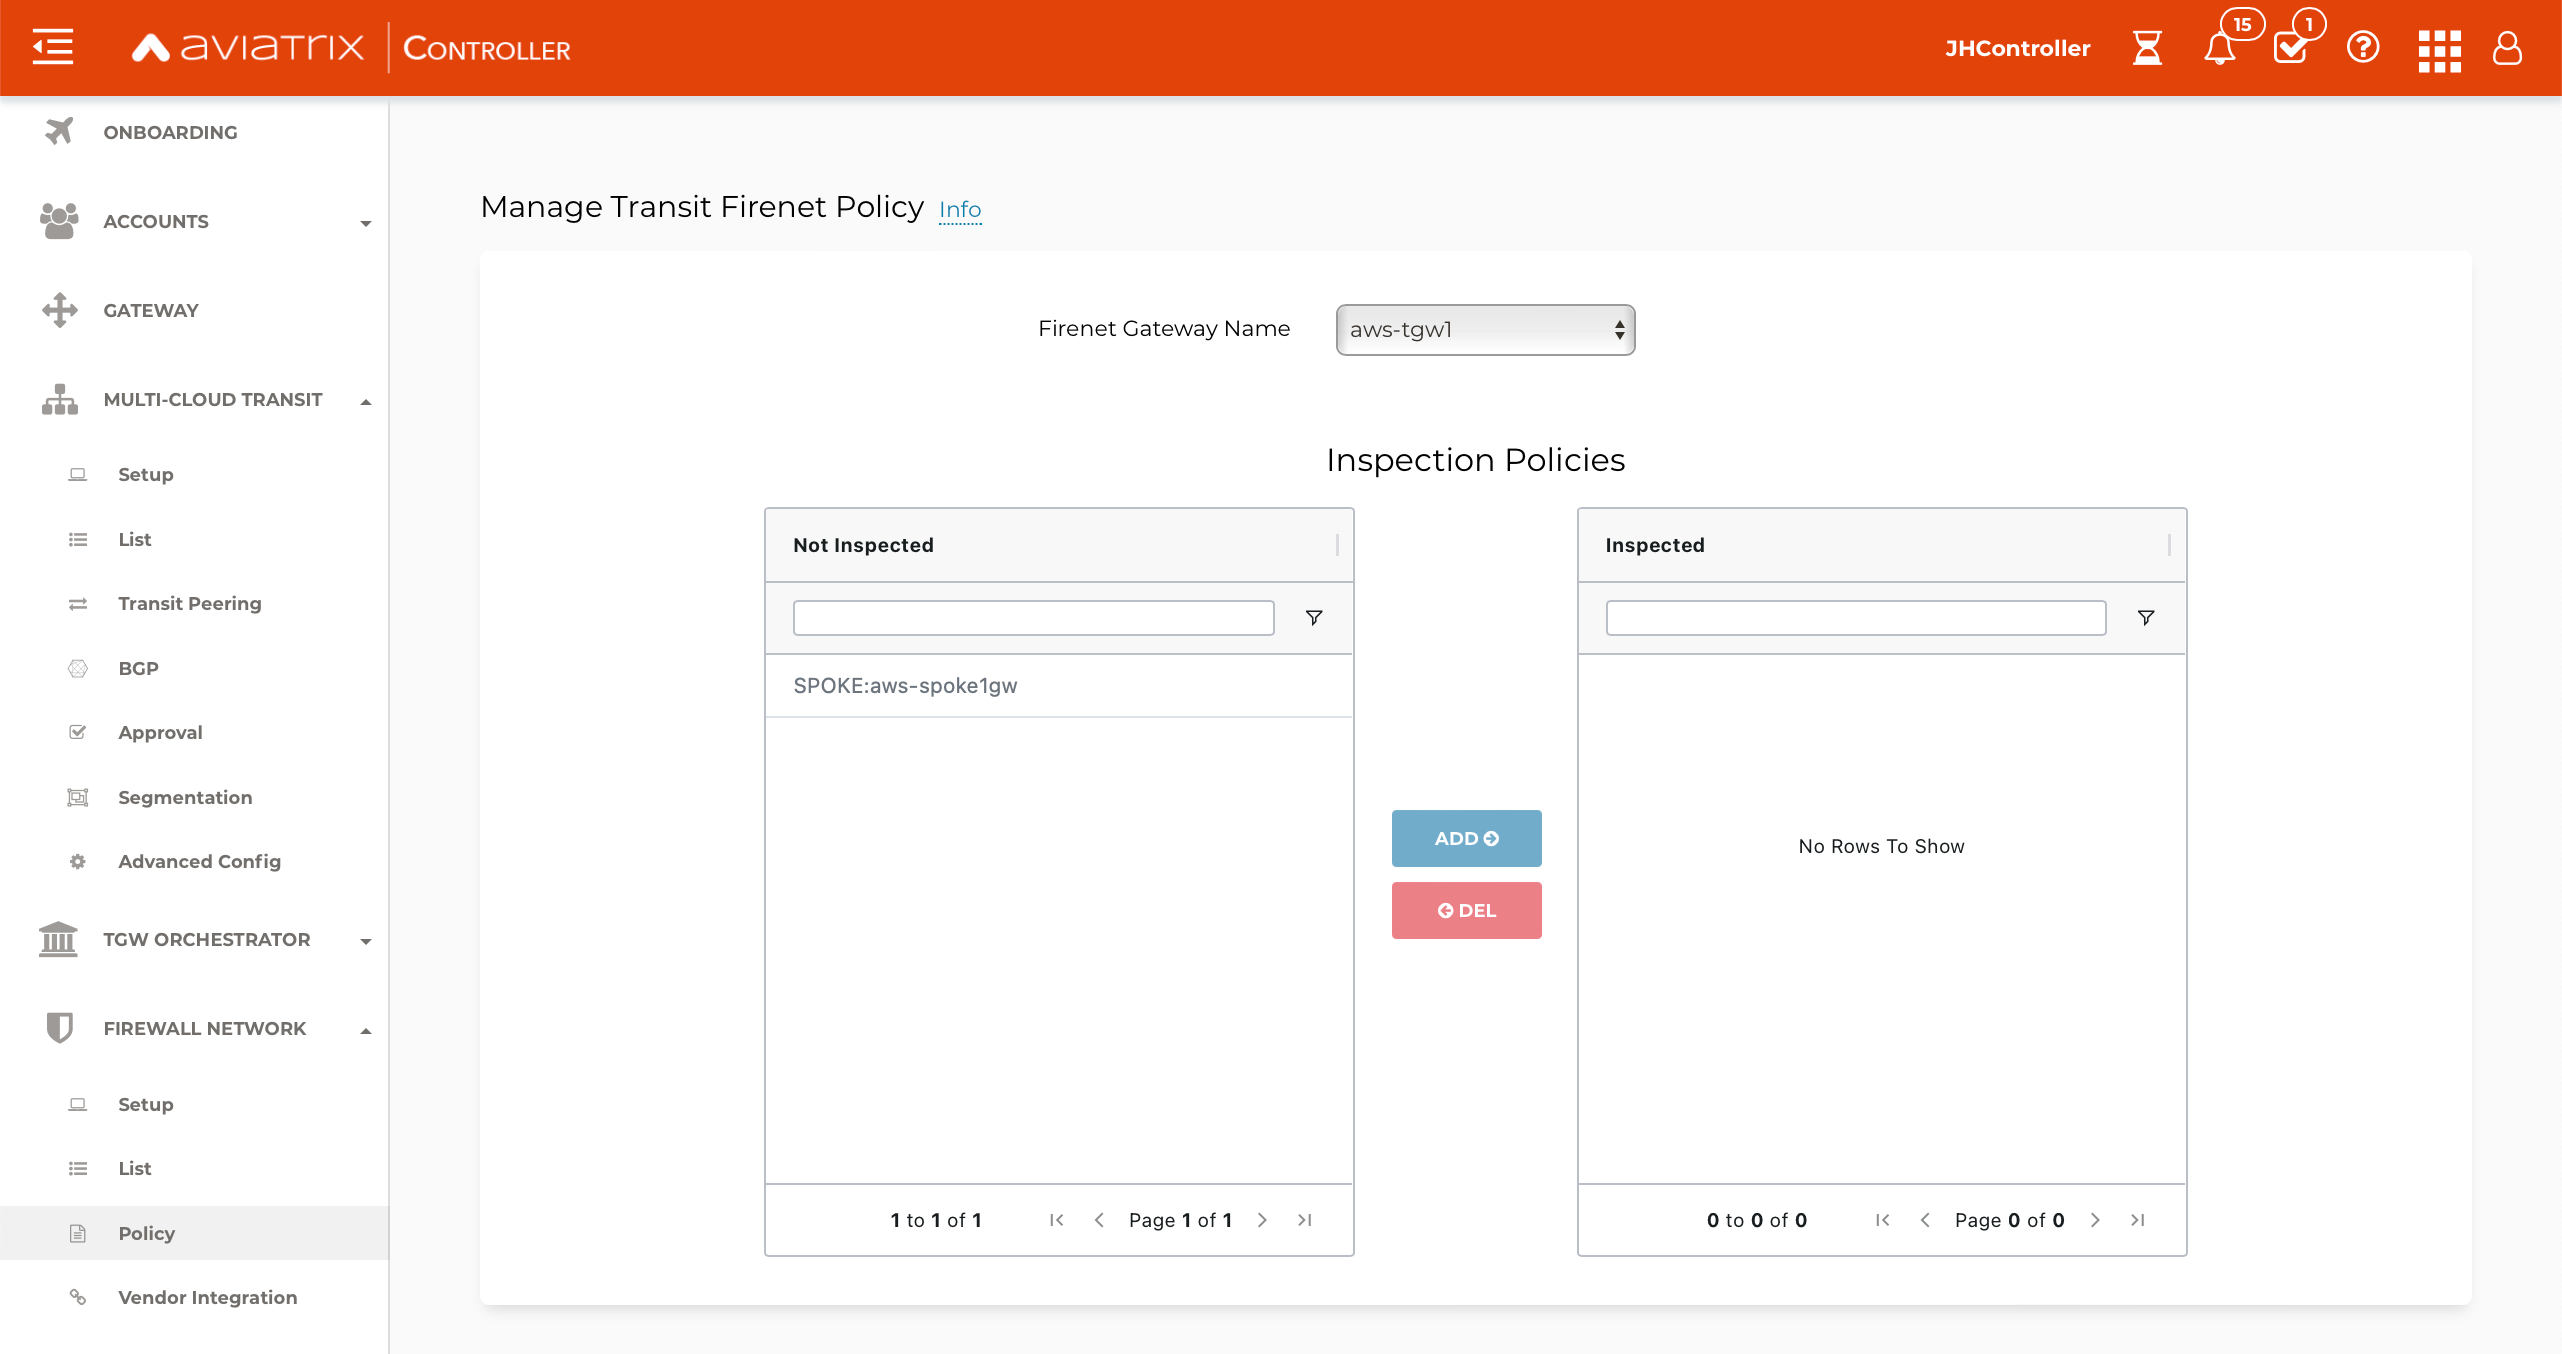 aviatrix CONTROLLER
JHController
15
1
ONBOARDING
ACCOUNTS
GATEWAY
MULTI-CLOUD TRANSIT
Setup
List
Transit Peering
BGP
Approval
Segmentation
Advanced Config
TGW ORCHESTRATOR
FIREWALL NETWORK
Setup
List
Policy
Vendor Integration
Manage Transit Firenet Policy Info
Firenet Gateway Name aws-tgw1
Inspection Policies
Not Inspected
SPOKE:aws-spoke1gw
1 to 1 of 1 Page 1 of 1
ADD
DEL
Inspected
No Rows To Show
0 to 0 of 0 Page 0 of 0